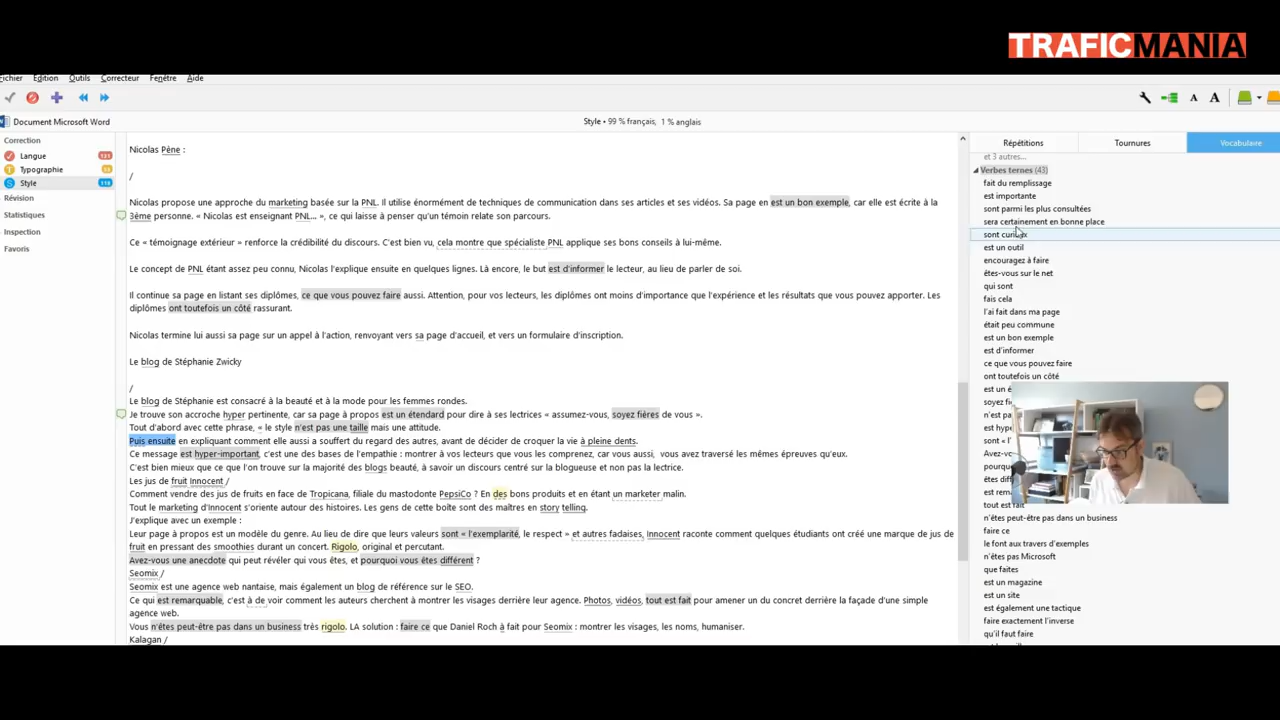 TRAFICMANIA
Fichier Edition Outils Correcteur Fenêtre Aide
A A
Document Microsoft Word
Style • 99 % français, 1 % anglais
Correction
Langue 121
Typographie
Style 118
Révision
Statistiques
Inspection
Favoris
Nicolas Pène :
/
Nicolas propose une approche du marketing basée sur la PNL. Il utilise énormément de techniques de communication dans ses articles et ses vidéos. Sa page en est un bon exemple, car elle est écrite à la
3ème personne. « Nicolas est enseignant PNL... », ce qui laisse à penser qu'un témoin relate son parcours.
Ce « témoignage extérieur » renforce la crédibilité du discours. C'est bien vu, cela montre que spécialiste PNL applique ses bons conseils à lui-même.
Le concept de PNL étant assez peu connu, Nicolas l'explique ensuite en quelques lignes. Là encore, le but est d'informer le lecteur, au lieu de parler de soi.
Il continue sa page en listant ses diplômes, ce que vous pouvez faire aussi. Attention, pour vos lecteurs, les diplômes ont moins d'importance que l'expérience et les résultats que vous pouvez apporter. Les
diplômes ont toutefois un côté rassurant.
Nicolas termine lui aussi sa page sur un appel à l'action, renvoyant vers sa page d'accueil, et vers un formulaire d'inscription.
Le blog de Stéphanie Zwicky
/
Le blog de Stéphanie est consacré à la beauté et à la mode pour les femmes rondes.
Je trouve son accroche hyper pertinente, car sa page à propos est un étendard pour dire à ses lectrices « assumez-vous, soyez fières de vous ».
Tout d'abord avec cette phrase, « le style n'est pas une taille mais une attitude.
Puis ensuite en expliquant comment elle aussi a souffert du regard des autres, avant de décider de croquer la vie à pleine dents.
Ce message est hyper-important, c'est une des bases de l'empathie : montrer à vos lecteurs que vous les comprenez, car vous aussi, vous avez traversé les mêmes épreuves qu'eux.
C'est bien mieux que ce que l'on trouve sur la majorité des blogs beauté, à savoir un discours centré sur la blogueuse et non pas la lectrice.
Les jus de fruit Innocent /
Comment vendre des jus de fruits en face de Tropicana, filiale du mastodonte PepsiCo ? En des bons produits et en étant un marketer malin.
Tout le marketing d'Innocent s'oriente autour des histoires. Les gens de cette boîte sont des maîtres en story telling.
J'explique avec un exemple :
Leur page à propos est un modèle du genre. Au lieu de dire que leurs valeurs sont « l'exemplarité, le respect » et autres fadaises, Innocent raconte comment quelques étudiants ont créé une marque de jus de
fruit en pressant des smoothies durant un concert. Rigolo, original et percutant.
Avez-vous une anecdote qui peut révéler qui vous êtes, et pourquoi vous êtes différent ?
Seomix /
Seomix est une agence web nantaise, mais également un blog de référence sur le SEO.
Ce qui est remarquable, c'est à de voir comment les auteurs cherchent à montrer les visages derrière leur agence. Photos, vidéos, tout est fait pour amener un du concret derrière la façade d'une simple
agence web.
Vous n'êtes peut-être pas dans un business très rigolo. LA solution : faire ce que Daniel Roch à fait pour Seomix : montrer les visages, les noms, humaniser.
Kalagan /
Répétitions Tournures Vocabulaire
et 3 autres...
Verbes ternes (43)
fait du remplissage
est importante
sont parmi les plus consultées
sera certainement en bonne place
sont curieux
est un outil
encouragez à faire
êtes-vous sur le net
qui sont
fais cela
l'ai fait dans ma page
était peu commune
est un bon exemple
est d'informer
ce que vous pouvez faire
ont toutefois un côté
est un é
soyez fi
n'est pa
est hyp
sont « l'
Avez-vo
pourqu
êtes diff
est rema
tout est fait
n'êtes peut-être pas dans un business
faire ce
le font aux travers d'exemples
n'êtes pas Microsoft
que faites
est un magazine
est un site
est également une tactique
faire exactement l'inverse
qu'il faut faire